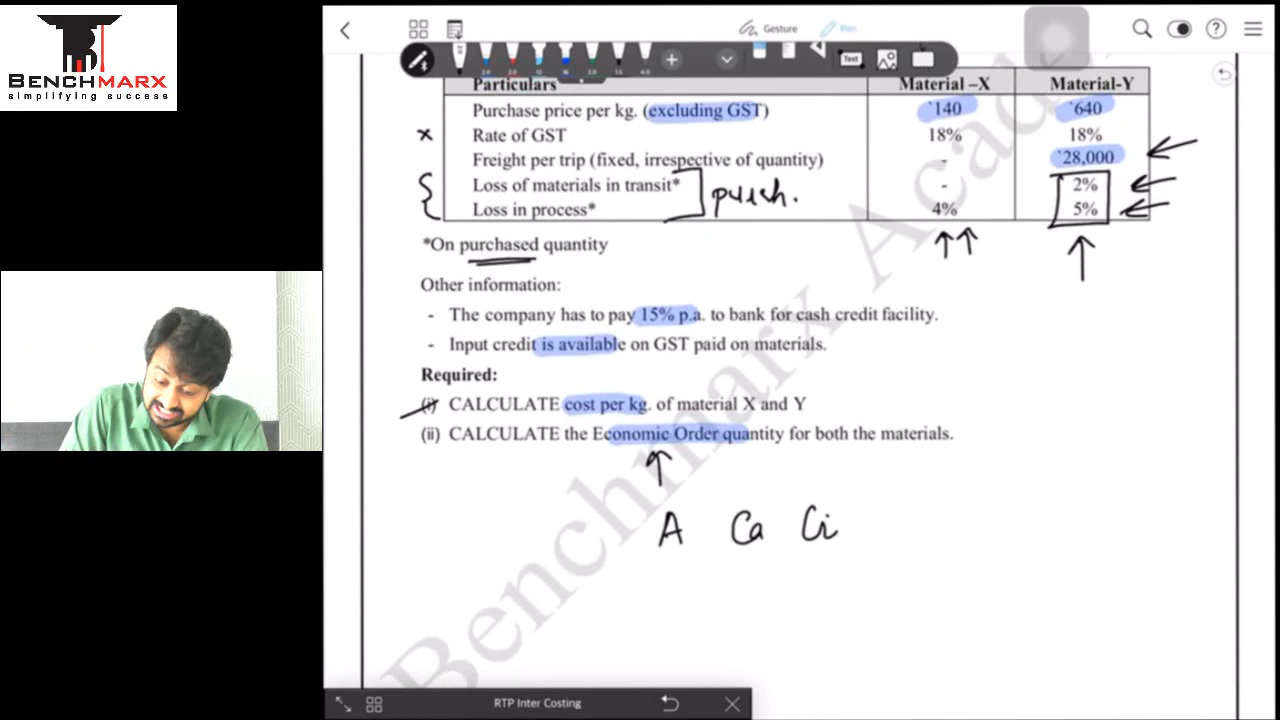 BENCHMARX
simplifying success
Gesture Pen
Text
Particulars Material –X Material-Y
Purchase price per kg. (excluding GST) `140 `640
x Rate of GST 18% 18%
Freight per trip (fixed, irrespective of quantity) - `28,000
Loss of materials in transit* - 2%
purch.
Loss in process* 4% 5%
*On purchased quantity
Other information:
- The company has to pay 15% p.a. to bank for cash credit facility.
- Input credit is available on GST paid on materials.
Required:
(i) CALCULATE cost per kg. of material X and Y
(ii) CALCULATE the Economic Order quantity for both the materials.
A Ca Ci
Benchmarx Acad
RTP Inter Costing